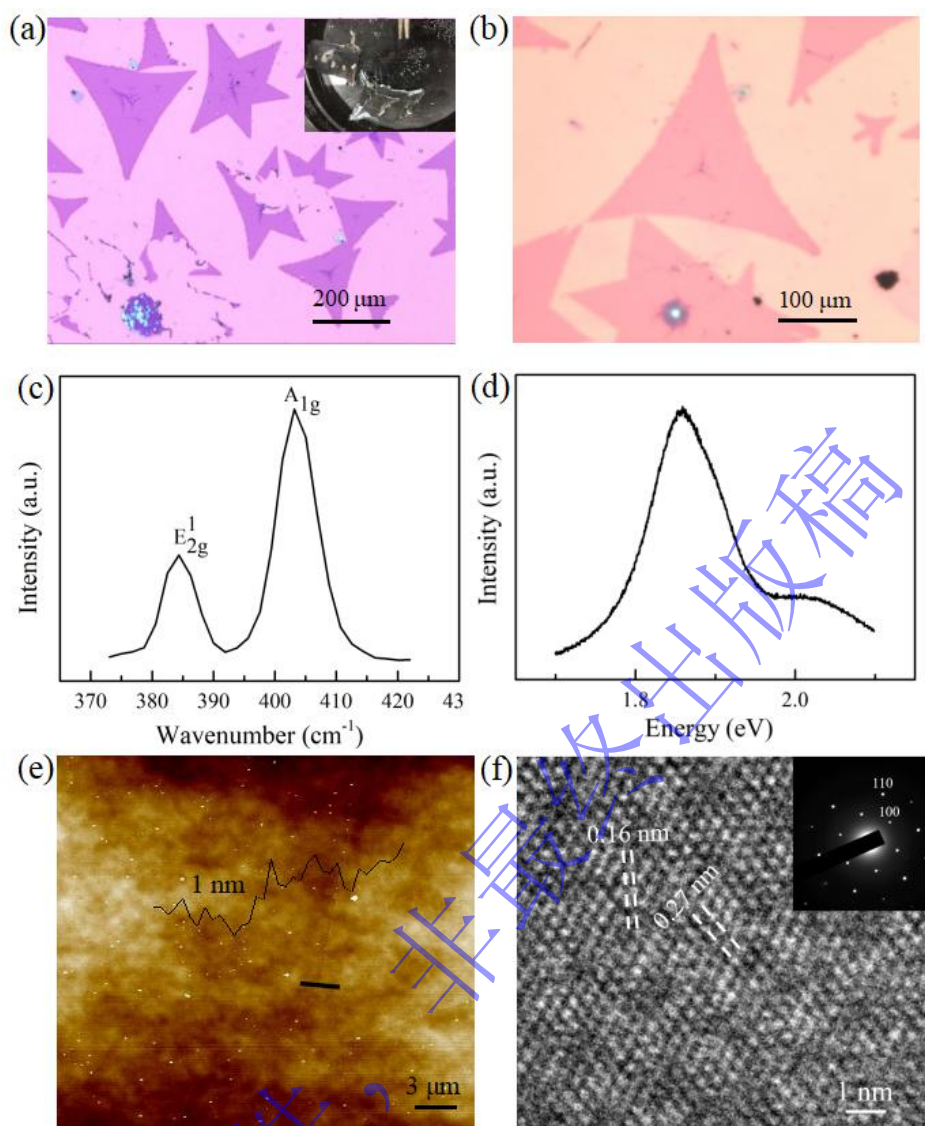 (a)
200 μm
(b)
100 μm
(c)
A1g
E12g
Intensity (a.u.)
370 380 390 400 410 420 43
Wavenumber (cm-1)
(d)
Intensity (a.u.)
1.8 2.0
Energy (eV)
(e)
1 nm
3 μm
(f)
110
100
0.16 nm
0.27 nm
1 nm
非最终出版稿